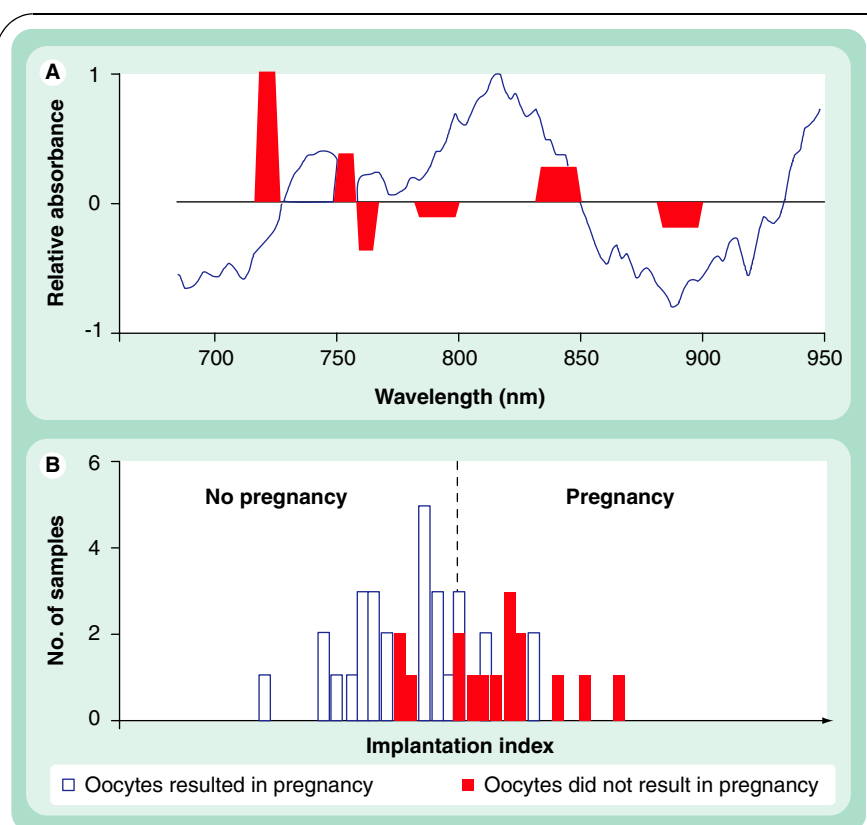 A
Relative absorbance
1
0
-1
700 750 800 850 900 950
Wavelength (nm)
B
No. of samples
6
4
2
0
No pregnancy Pregnancy
Implantation index
Oocytes resulted in pregnancy Oocytes did not result in pregnancy